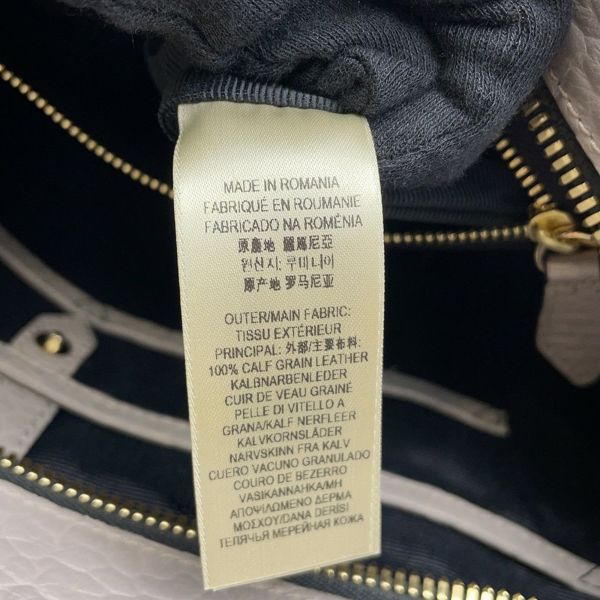 MADE IN ROMANIA
FABRIQUÉ EN ROUMANIE
FABRICADO NA ROMÉNIA
原產地 羅馬尼亞
원산지: 루마니아
原产地 罗马尼亚
OUTER/MAIN FABRIC:
TISSU EXTÉRIEUR
PRINCIPAL: 外部/主要布料:
100% CALF GRAIN LEATHER
KALBNARBENLEDER
CUIR DE VEAU GRAINÉ
PELLE DI VITELLO A
GRANA/KALF NERFLEER
KALVKORNSLÄDER
NARVSKINN FRA KALV
CUERO VACUNO GRANULADO
COURO DE BEZERRO
VASIKANNAHKA/MH
ΑΠΟΨΙΛΩΜΕΝΟ ΔΕΡΜΑ
ΜΟΣΧΟΥ/DANA DERİSİ
ТЕЛЯЧЬЯ МЕРЕЙНАЯ КОЖА